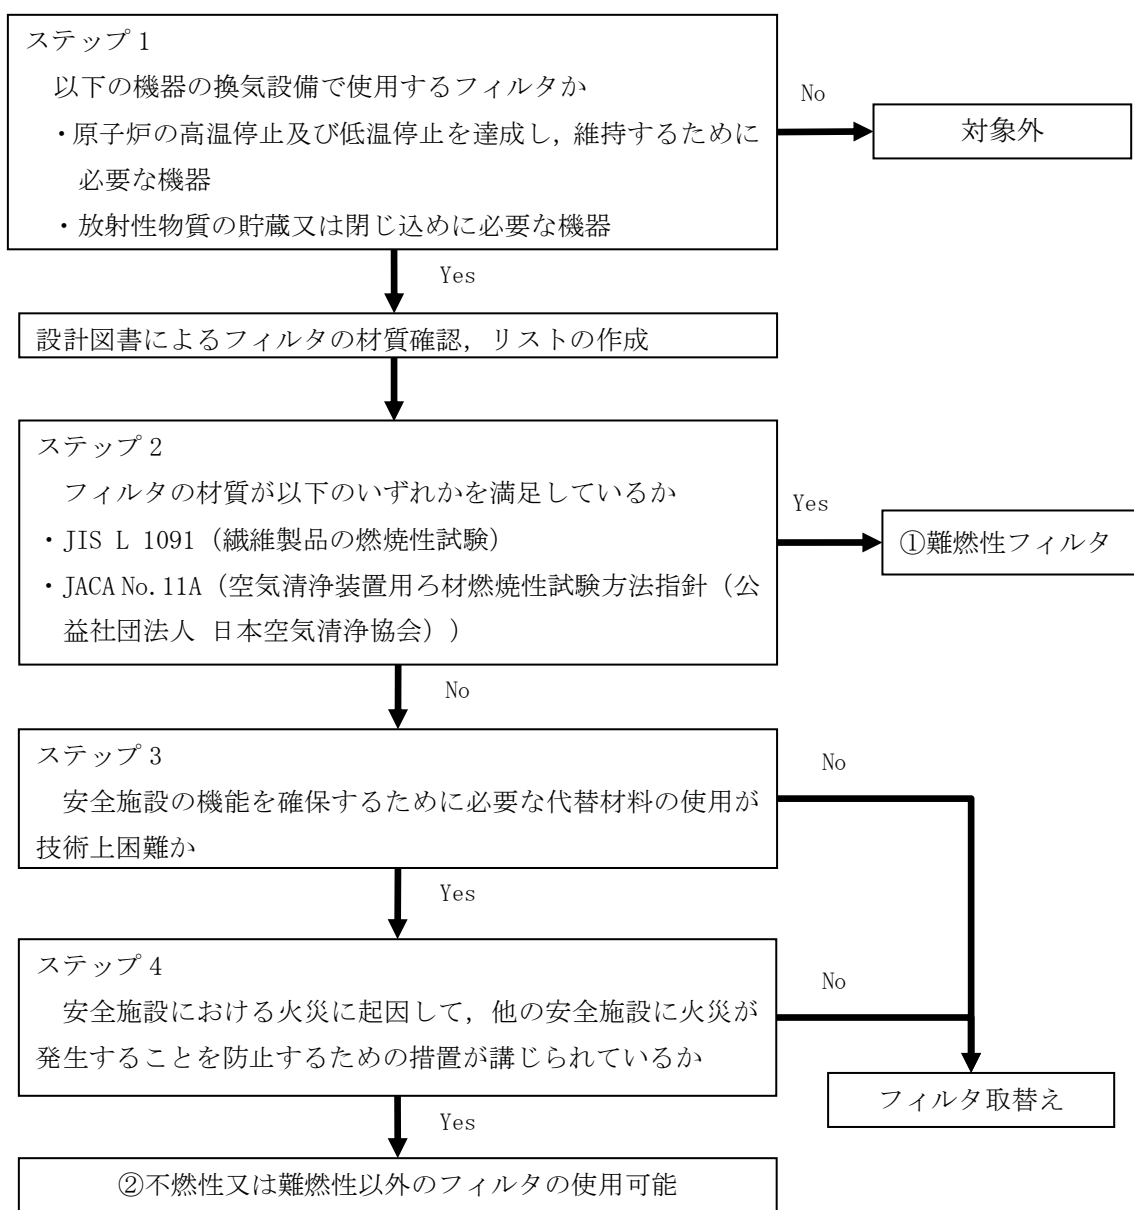 ステップ 1
以下の機器の換気設備で使用するフィルタか
・原子炉の高温停止及び低温停止を達成し，維持するために
必要な機器
・放射性物質の貯蔵又は閉じ込めに必要な機器
No
対象外
Yes
設計図書によるフィルタの材質確認，リストの作成
ステップ 2
フィルタの材質が以下のいずれかを満足しているか
・JIS L 1091（繊維製品の燃焼性試験）
・JACA No.11A（空気清浄装置用ろ材燃焼性試験方法指針（公
益社団法人 日本空気清浄協会））
Yes
①難燃性フィルタ
No
ステップ 3
安全施設の機能を確保するために必要な代替材料の使用が
技術上困難か
No
Yes
ステップ 4
安全施設における火災に起因して，他の安全施設に火災が
発生することを防止するための措置が講じられているか
No
フィルタ取替え
Yes
②不燃性又は難燃性以外のフィルタの使用可能